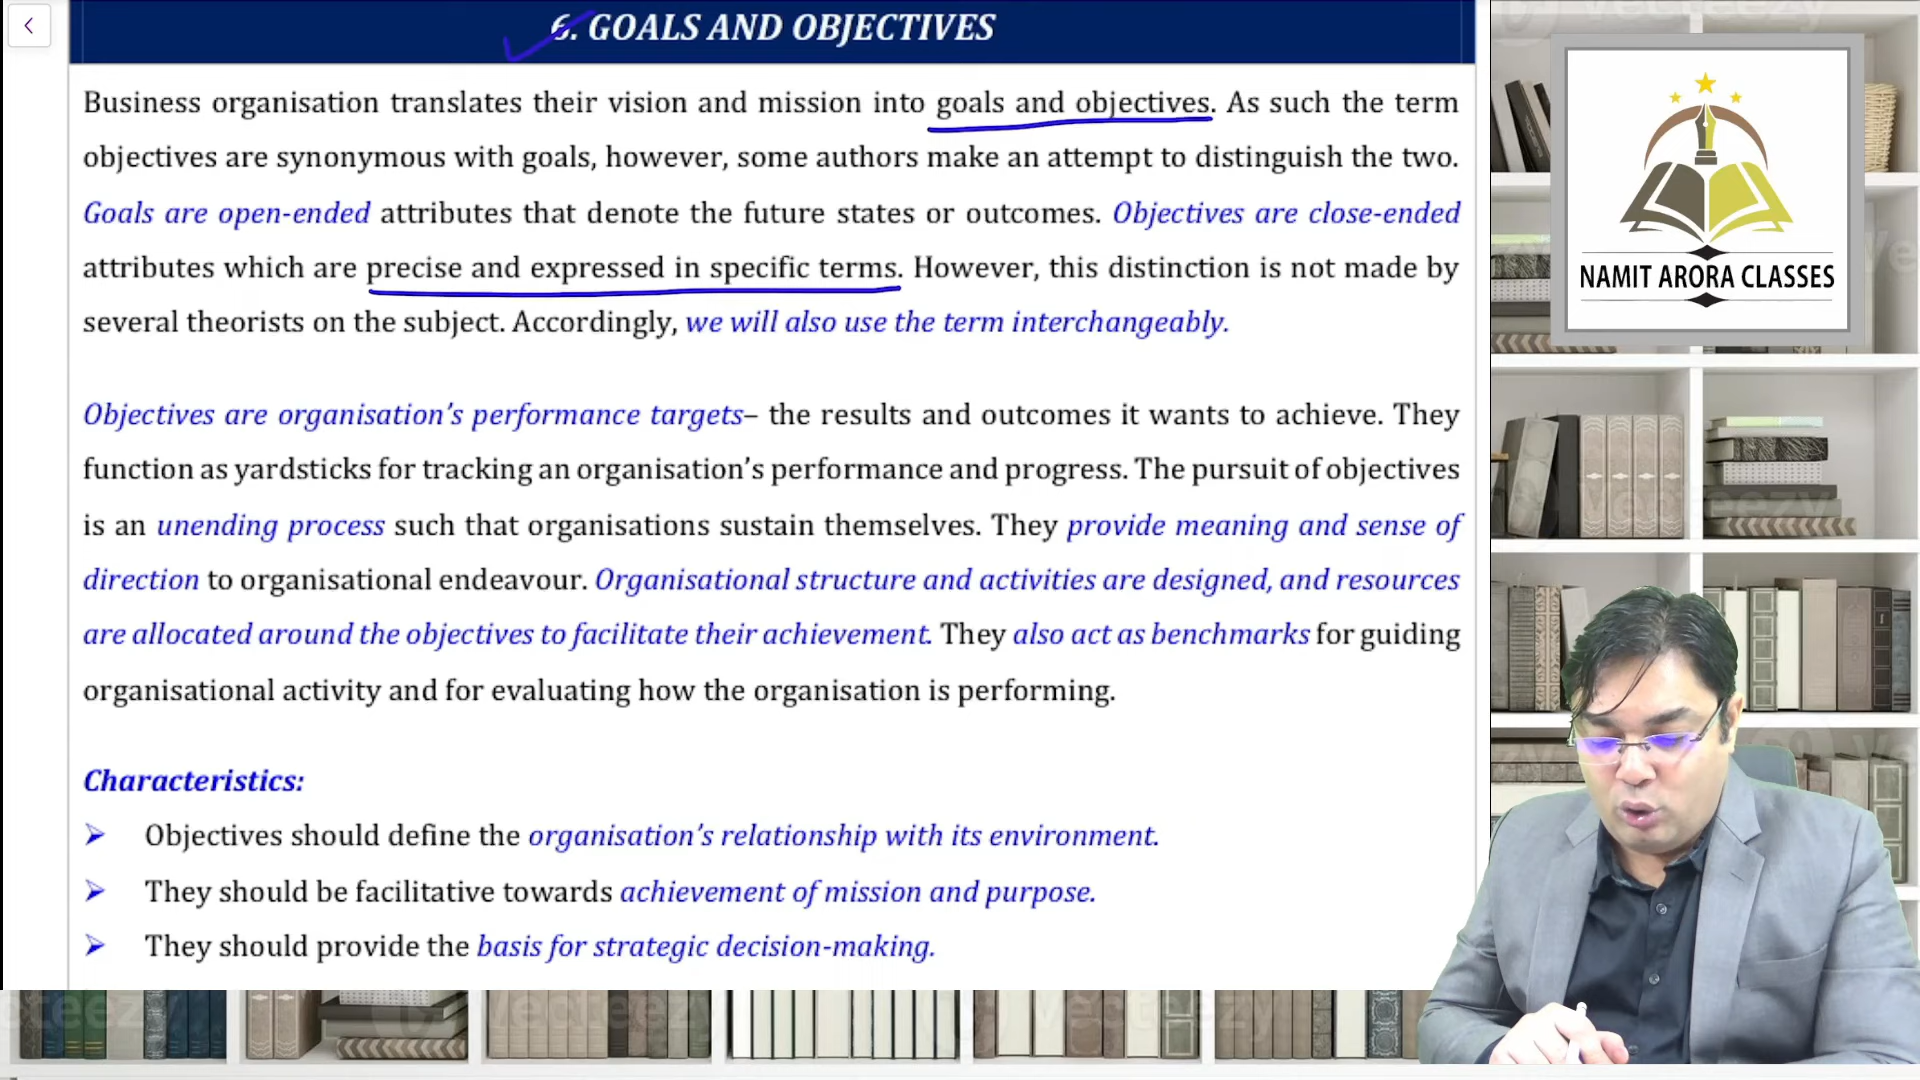 6. GOALS AND OBJECTIVES
Business organisation translates their vision and mission into goals and objectives. As such the term
objectives are synonymous with goals, however, some authors make an attempt to distinguish the two.
Goals are open-ended attributes that denote the future states or outcomes. Objectives are close-ended
attributes which are precise and expressed in specific terms. However, this distinction is not made by
several theorists on the subject. Accordingly, we will also use the term interchangeably.
Objectives are organisation’s performance targets– the results and outcomes it wants to achieve. They
function as yardsticks for tracking an organisation’s performance and progress. The pursuit of objectives
is an unending process such that organisations sustain themselves. They provide meaning and sense of
direction to organisational endeavour. Organisational structure and activities are designed, and resources
are allocated around the objectives to facilitate their achievement. They also act as benchmarks for guiding
organisational activity and for evaluating how the organisation is performing.
Characteristics:
➢ Objectives should define the organisation’s relationship with its environment.
➢ They should be facilitative towards achievement of mission and purpose.
➢ They should provide the basis for strategic decision-making.
NAMIT ARORA CLASSES
vecteezy
vecteezy
vecteezy